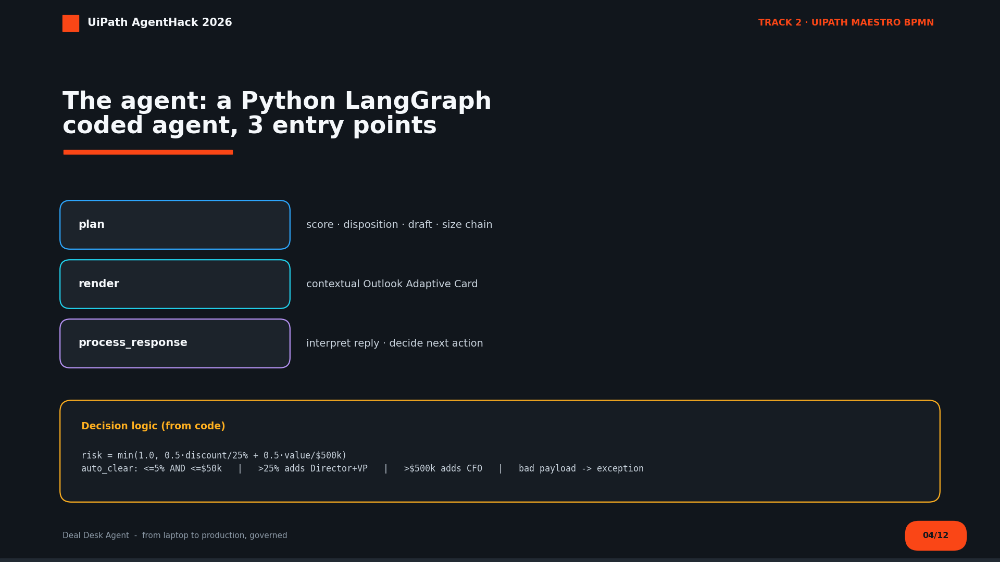 UiPath AgentHack 2026
TRACK 2 · UIPATH MAESTRO BPMN
The agent: a Python LangGraph
coded agent, 3 entry points
plan
score · disposition · draft · size chain
render
contextual Outlook Adaptive Card
process_response
interpret reply · decide next action
Decision logic (from code)
risk = min(1.0, 0.5·discount/25% + 0.5·value/$500k)
auto_clear: <=5% AND <=$50k   |   >25% adds Director+VP   |   >$500k adds CFO   |   bad payload -> exception
Deal Desk Agent  -  from laptop to production, governed
04/12